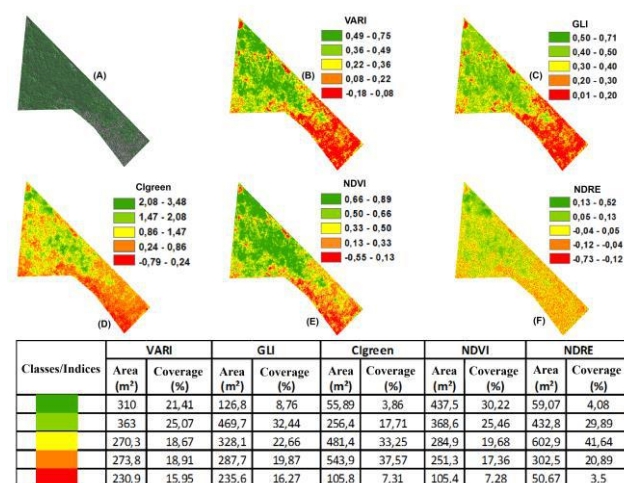 VARI
0,49 - 0,75
0,36 - 0,49
0,22 - 0,36
0,08 - 0,22
-0,18 - 0,08
(A)
(B)
GLI
0,50 - 0,71
0,40 - 0,50
0,30 - 0,40
0,20 - 0,30
0,01 - 0,20
(C)
CIgreen
2,08 - 3,48
1,47 - 2,08
0,86 - 1,47
0,24 - 0,86
-0,79 - 0,24
(D)
NDVI
0,66 - 0,89
0,50 - 0,66
0,33 - 0,50
0,13 - 0,33
-0,55 - 0,13
(E)
NDRE
0,13 - 0,52
0,05 - 0,13
-0,04 - 0,05
-0,12 - -0,04
-0,73 - -0,12
(F)
Classes/Indices VARI GLI CIgreen NDVI NDRE
Area (m²) Coverage (%) Area (m²) Coverage (%) Area (m²) Coverage (%) Area (m²) Coverage (%) Area (m²) Coverage (%)
310 21,41 126,8 8,76 55,89 3,86 437,5 30,22 59,07 4,08
363 25,07 469,7 32,44 256,4 17,71 368,6 25,46 432,8 29,89
270,3 18,67 328,1 22,66 481,4 33,25 284,9 19,68 602,9 41,64
273,8 18,91 287,7 19,87 543,9 37,57 251,3 17,36 302,5 20,89
230,9 15,95 235,6 16,27 105,8 7,31 105,4 7,28 50,67 3,5